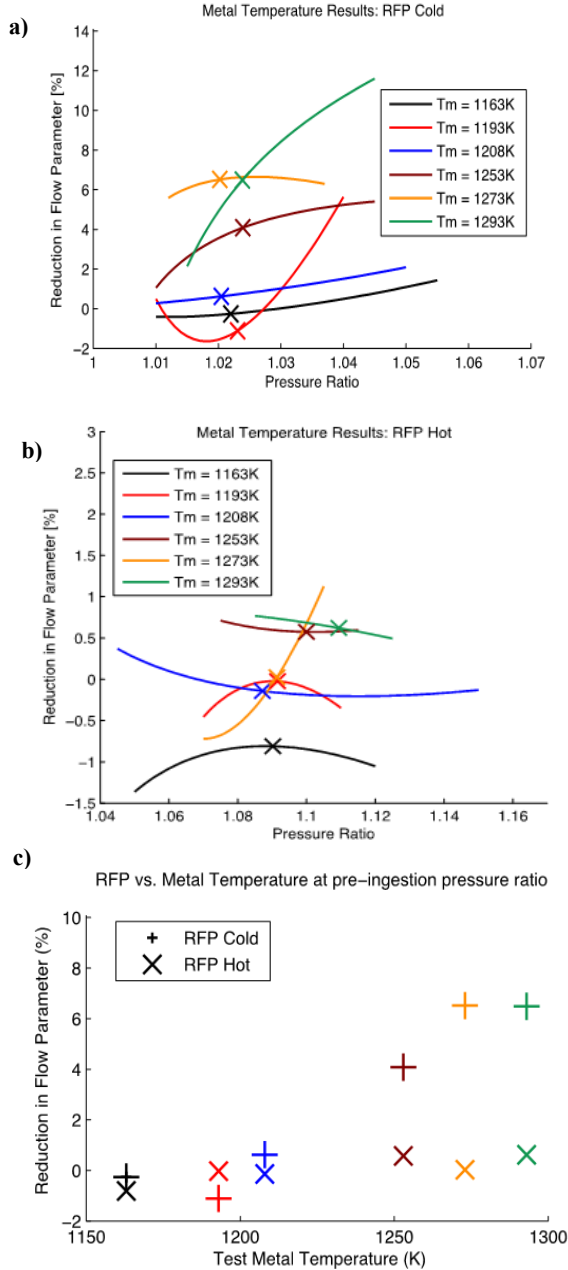 a)
Metal Temperature Results: RFP Cold
Reduction in Flow Parameter [%]
14
12
10
8
6
4
2
0
−2
Tm = 1163K
Tm = 1193K
Tm = 1208K
Tm = 1253K
Tm = 1273K
Tm = 1293K
1 1.01 1.02 1.03 1.04 1.05 1.06 1.07
Pressure Ratio
b)
Metal Temperature Results: RFP Hot
Reduction in Flow Parameter [%]
3
2.5
2
1.5
1
0.5
0
−0.5
−1
−1.5
Tm = 1163K
Tm = 1193K
Tm = 1208K
Tm = 1253K
Tm = 1273K
Tm = 1293K
1.04 1.06 1.08 1.1 1.12 1.14 1.16
Pressure Ratio
c)
RFP vs. Metal Temperature at pre−ingestion pressure ratio
Reduction in Flow Parameter (%)
10
8
6
4
2
0
−2
RFP Cold
RFP Hot
1150 1200 1250 1300
Test Metal Temperature (K)